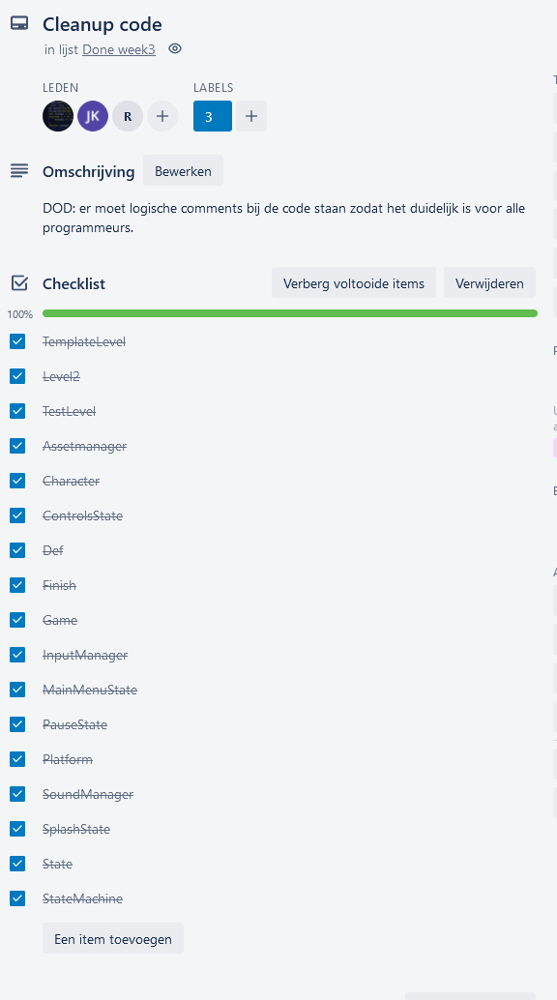 Cleanup code
in lijst Done week3
LEDEN
LABELS
JK
R
3
Omschrijving
Bewerken
DOD: er moet logische comments bij de code staan zodat het duidelijk is voor alle
programmeurs.
Checklist
Verberg voltooide items
Verwijderen
100%
TemplateLevel
Level2
TestLevel
Assetmanager
Character
ControlsState
Def
Finish
Game
InputManager
MainMenuState
PauseState
Platform
SoundManager
SplashState
State
StateMachine
Een item toevoegen